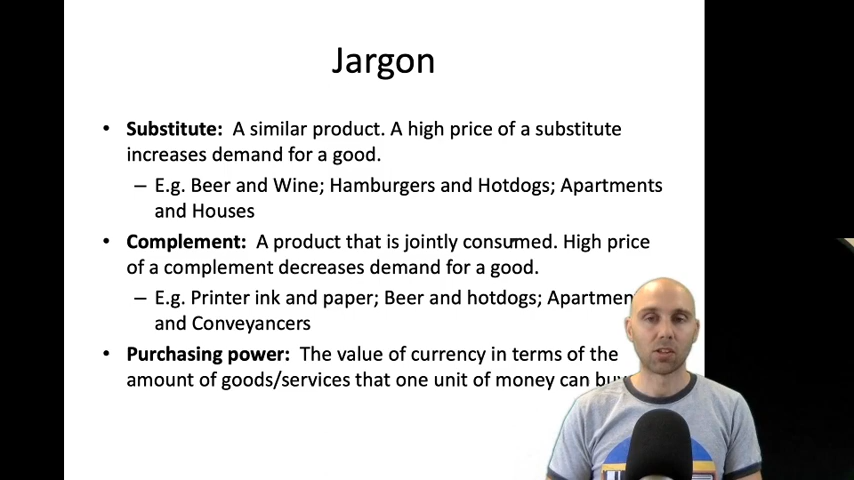 Jargon
• Substitute: A similar product. A high price of a substitute
increases demand for a good.
– E.g. Beer and Wine; Hamburgers and Hotdogs; Apartments
and Houses
• Complement: A product that is jointly consumed. High price
of a complement decreases demand for a good.
– E.g. Printer ink and paper; Beer and hotdogs;
and Conveyancers
• Purchasing power: The value of currency in terms of the
amount of goods/services that one unit of money can